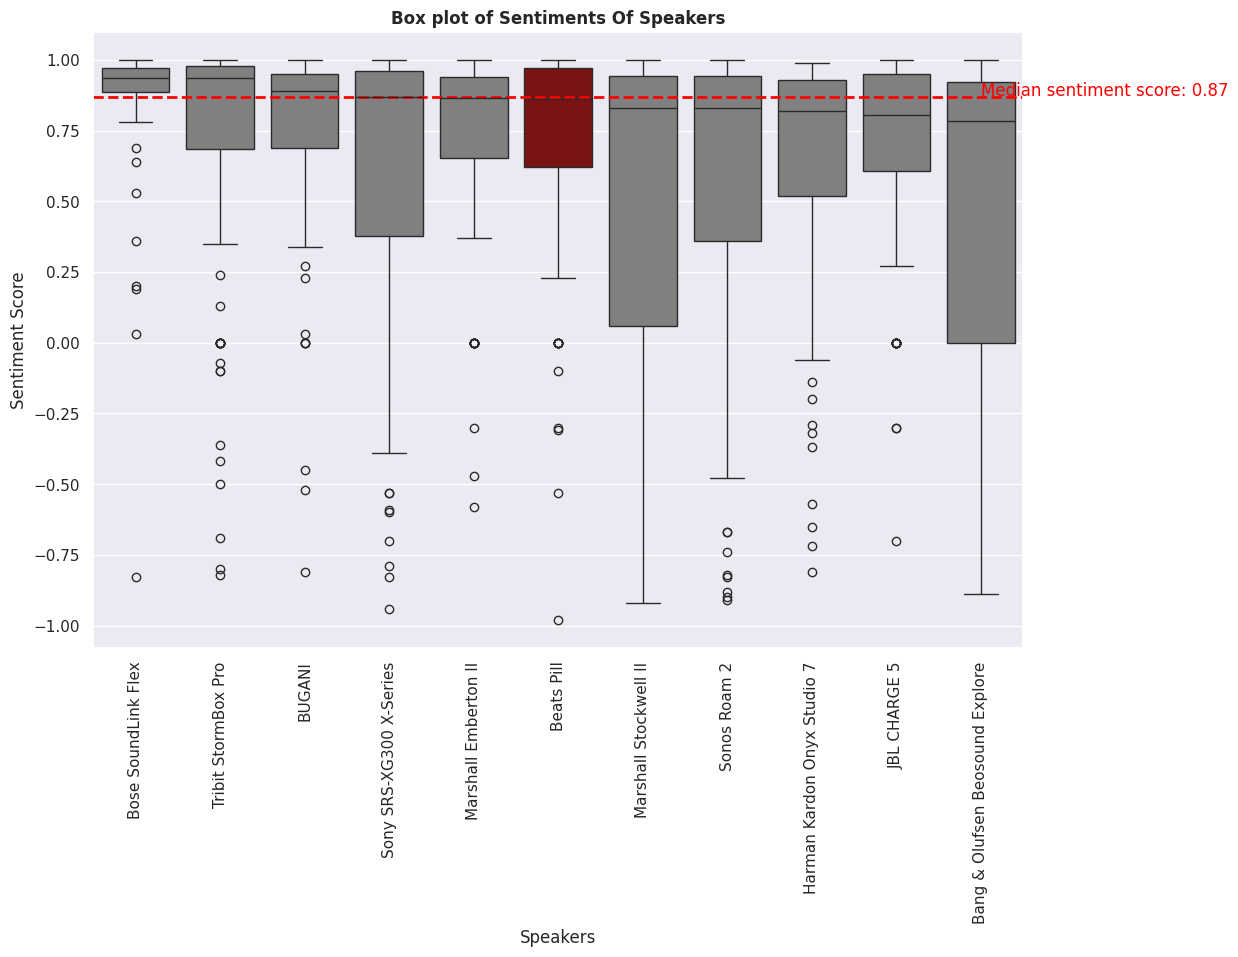 Box plot of Sentiments Of Speakers
Sentiment Score
1.00
0.75
0.50
0.25
0.00
−0.25
−0.50
−0.75
−1.00
Median sentiment score: 0.87
Bose SoundLink Flex
Tribit StormBox Pro
BUGANI
Sony SRS-XG300 X-Series
Marshall Emberton II
Beats Pill
Marshall Stockwell II
Sonos Roam 2
Harman Kardon Onyx Studio 7
JBL CHARGE 5
Bang & Olufsen Beosound Explore
Speakers